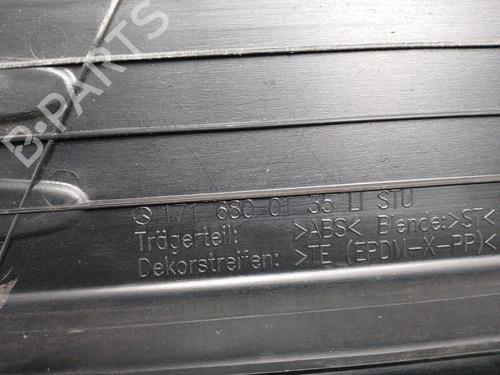 B-PARTS
171 680 01 35 LI STU
Trägerteil: >ABS< Blende:>ST<
Dekorstreifen: >TE (EPDM-X-PP)<